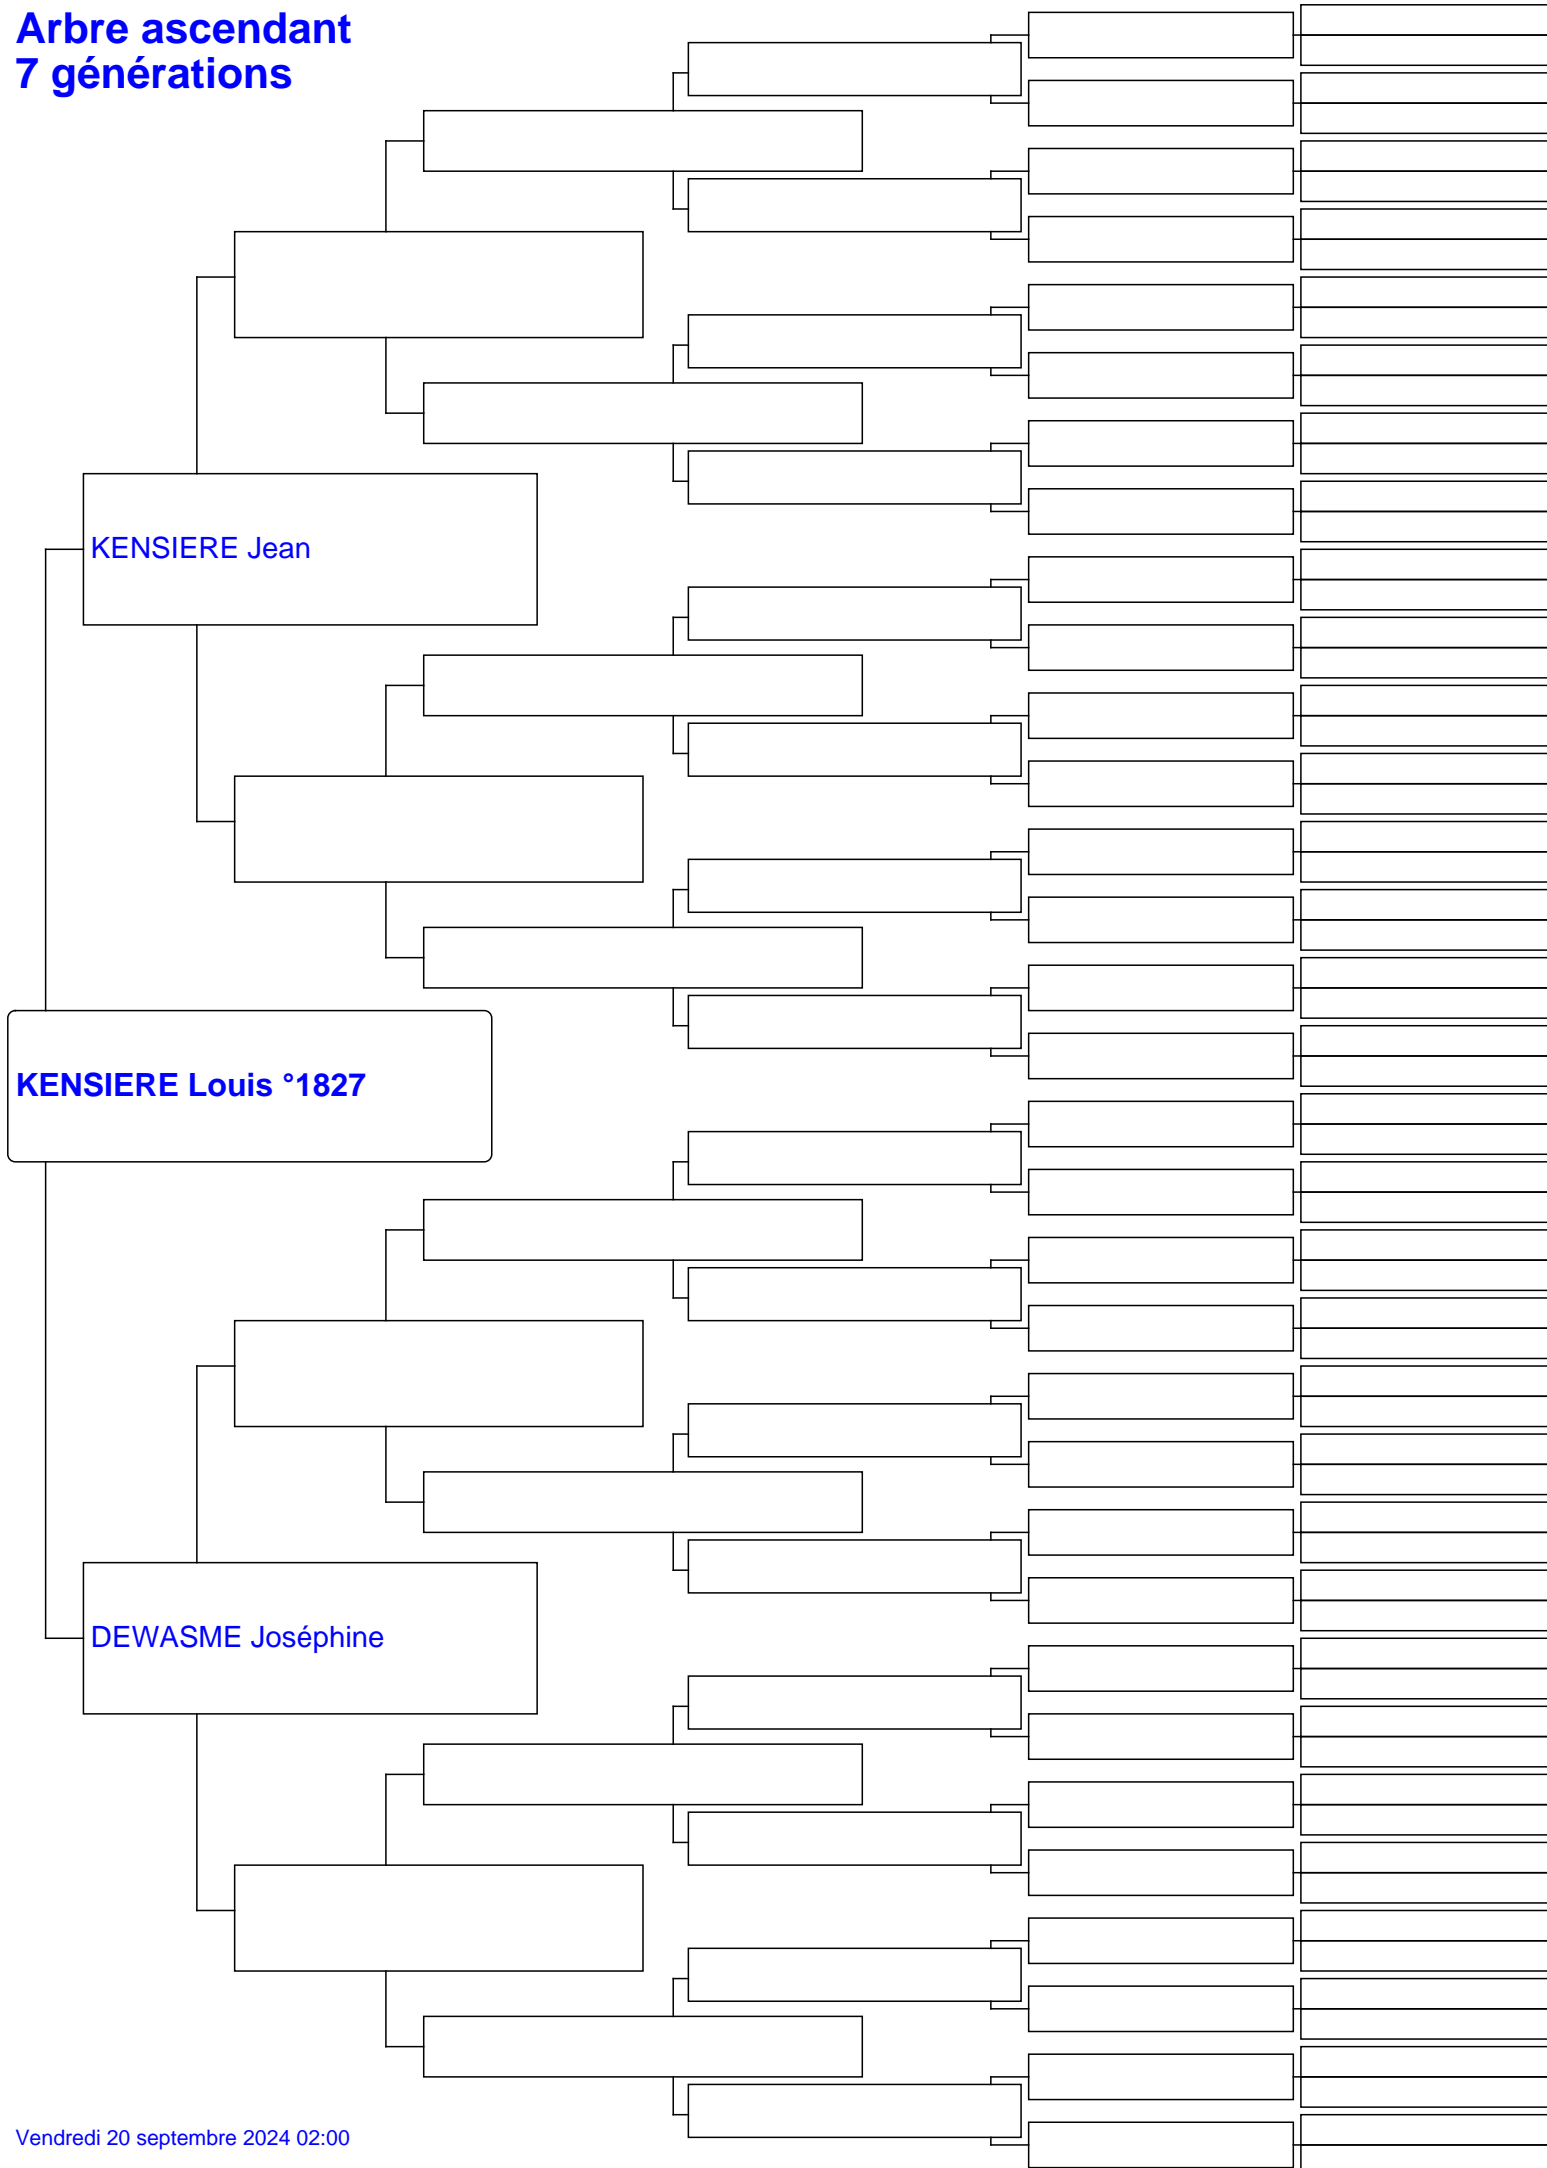 Arbre ascendant
7 générations
KENSIERE Jean
KENSIERE Louis °1827
DEWASME Joséphine
Vendredi 20 septembre 2024 02:00